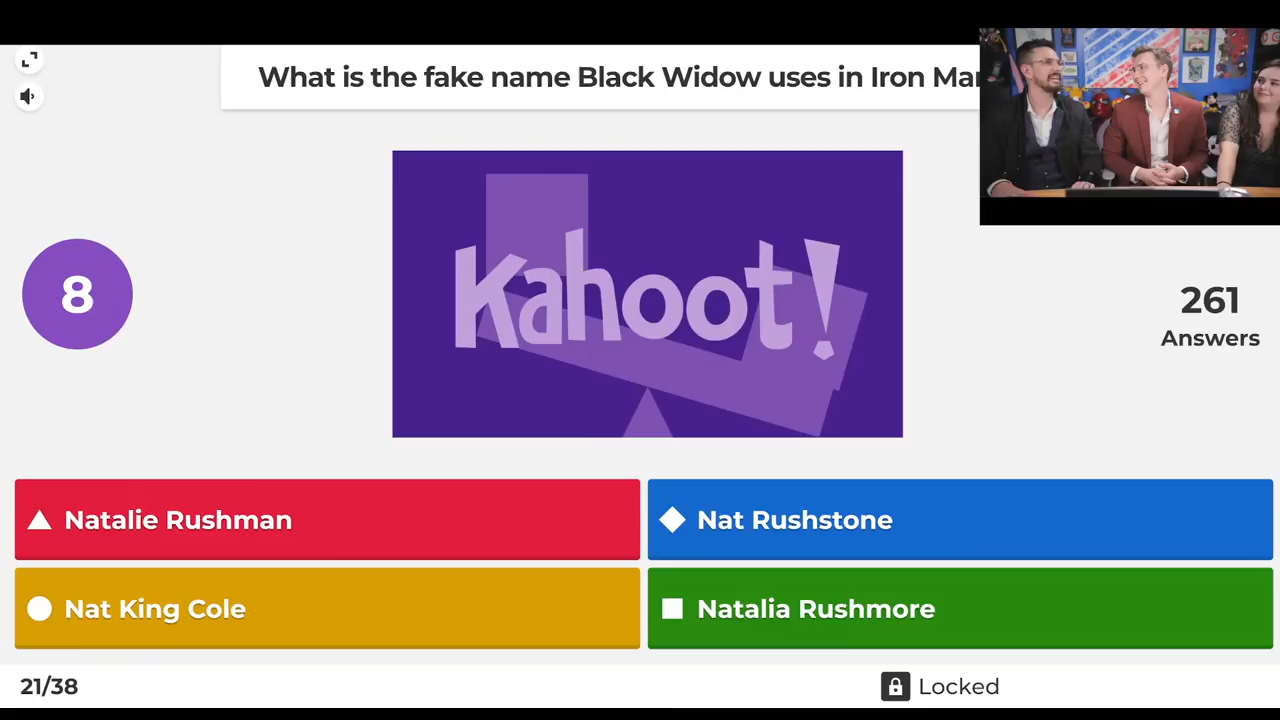 What is the fake name Black Widow uses in Iron Ma
8
Kahoot!
261
Answers
Natalie Rushman
Nat Rushstone
Nat King Cole
Natalia Rushmore
21/38
Locked